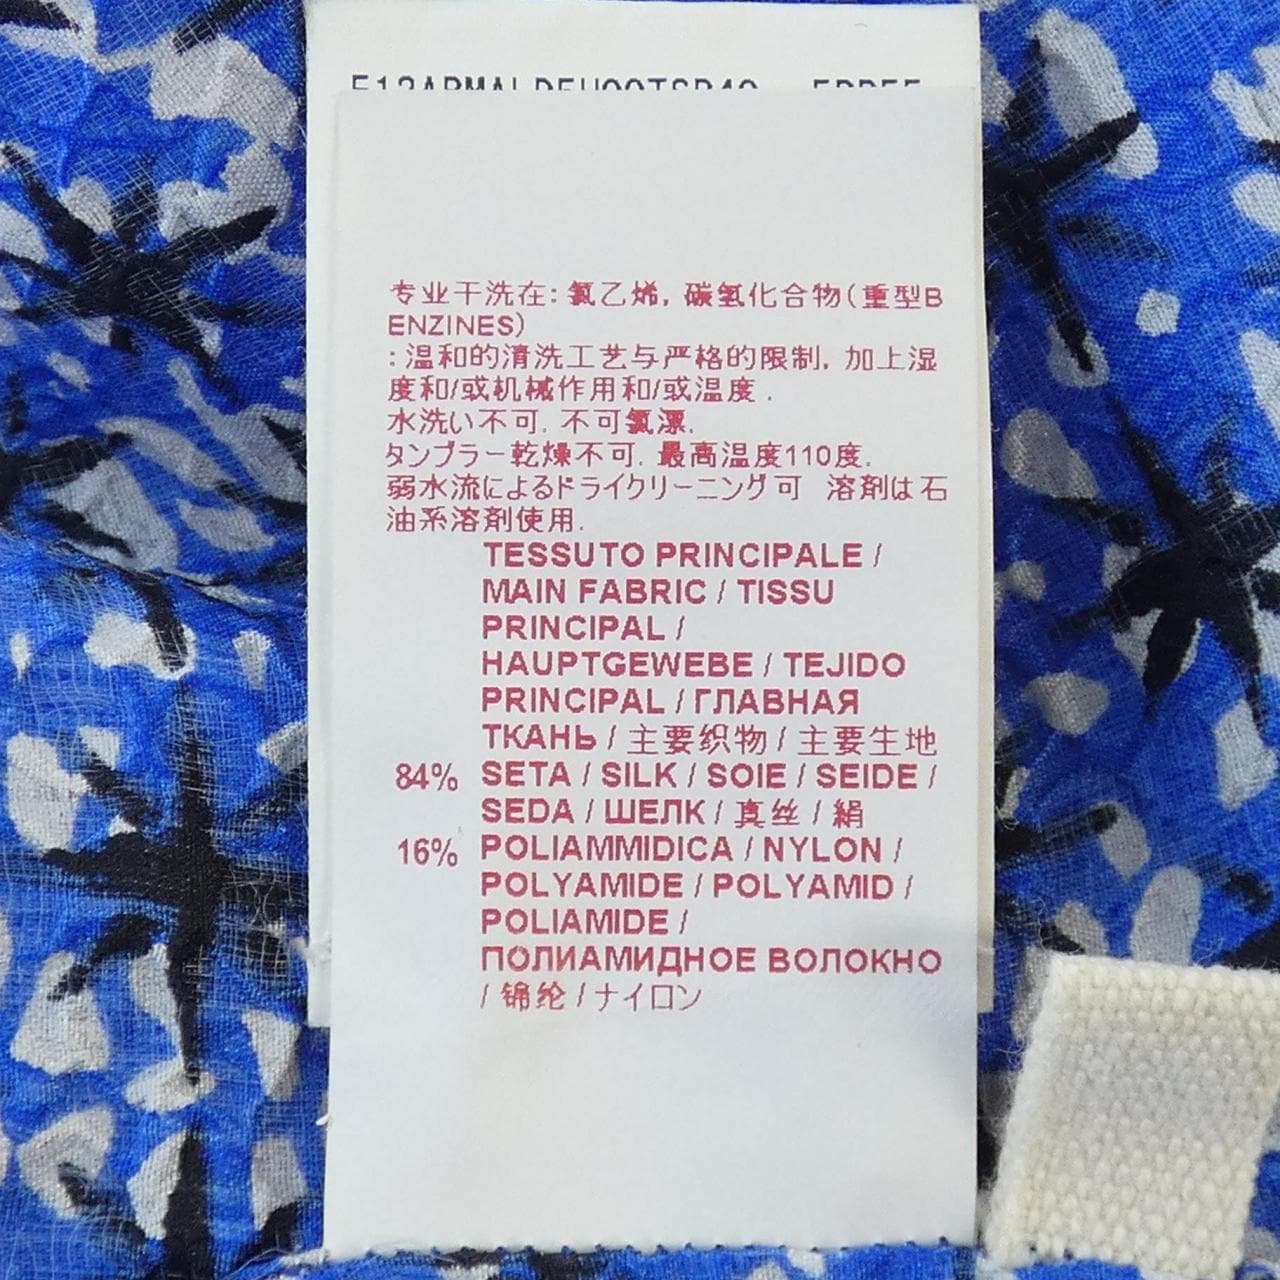 专业干洗在: 氯乙烯, 碳氢化合物(重型B
ENZINES)
: 温和的清洗工艺与严格的限制, 加上湿
度和/或机械作用和/或温度 .
水洗い不可. 不可氯漂.
タンブラー乾燥不可. 最高温度110度.
弱水流によるドライクリーニング可 溶剤は石
油系溶剤使用.
TESSUTO PRINCIPALE /
MAIN FABRIC / TISSU
PRINCIPAL /
HAUPTGEWEBE / TEJIDO
PRINCIPAL / ГЛАВНАЯ
ТКАНЬ / 主要织物 / 主要生地
84% SETA / SILK / SOIE / SEIDE /
SEDA / ШЕЛК / 真丝 / 絹
16% POLIAMMIDICA / NYLON /
POLYAMIDE / POLYAMID /
POLIAMIDE /
ПОЛИАМИДНОЕ ВОЛОКНО
/ 锦纶 / ナイロン